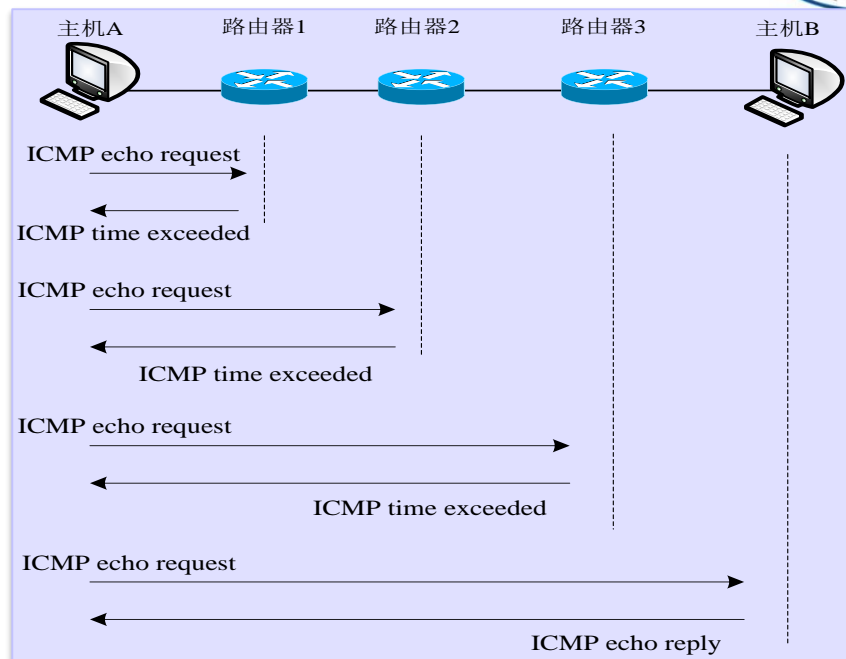 主机A
路由器1
路由器2
路由器3
主机B
ICMP echo request
ICMP time exceeded
ICMP echo request
ICMP time exceeded
ICMP echo request
ICMP time exceeded
ICMP echo request
ICMP echo reply